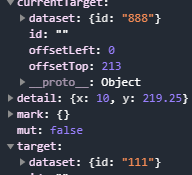 currentTarget:
▶ dataset: {id: "888"}
id: ""
offsetLeft: 0
offsetTop: 213
▶ __proto__: Object
▶ detail: {x: 10, y: 219.25}
▶ mark: {}
mut: false
▼ target:
▶ dataset: {id: "111"}